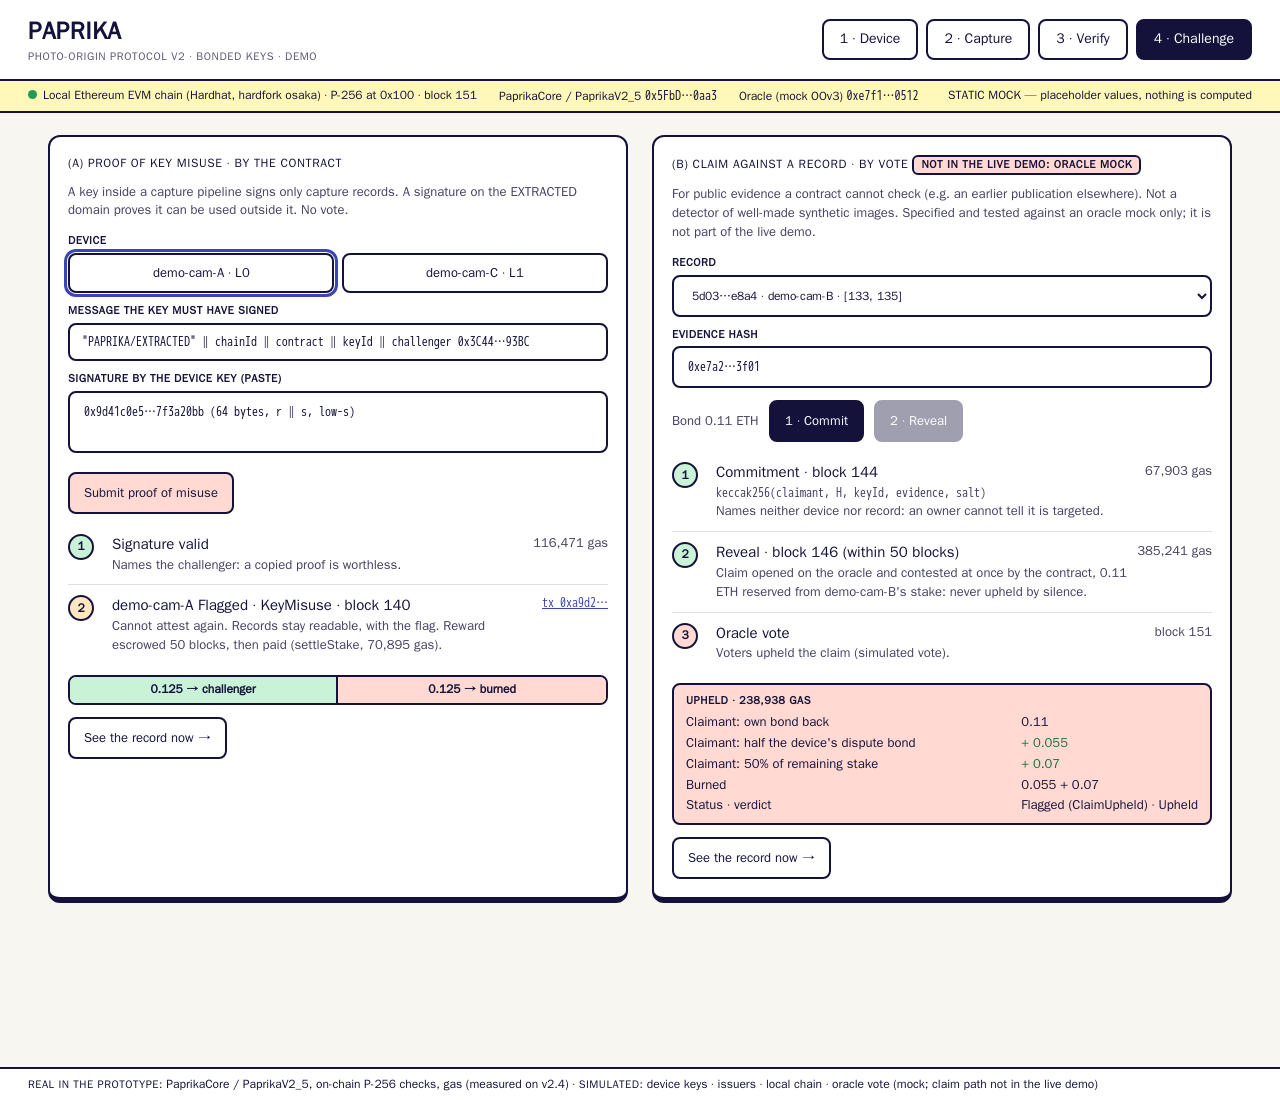 PAPRIKA
PHOTO-ORIGIN PROTOCOL V2 · BONDED KEYS · DEMO
1 · Device
2 · Capture
3 · Verify
4 · Challenge
Local Ethereum EVM chain (Hardhat, hardfork osaka) · P-256 at 0x100 · block 151
PaprikaCore / PaprikaV2_5 0x5FbD···0aa3
Oracle (mock OOv3) 0xe7f1···0512
STATIC MOCK — placeholder values, nothing is computed
(A) PROOF OF KEY MISUSE · BY THE CONTRACT
A key inside a capture pipeline signs only capture records. A signature on the EXTRACTED
domain proves it can be used outside it. No vote.
DEVICE
demo-cam-A · L0
demo-cam-C · L1
MESSAGE THE KEY MUST HAVE SIGNED
"PAPRIKA/EXTRACTED" ‖ chainId ‖ contract ‖ keyId ‖ challenger 0x3C44···93BC
SIGNATURE BY THE DEVICE KEY (PASTE)
0x9d41c0e5···7f3a20bb (64 bytes, r ‖ s, low-s)
Submit proof of misuse
1
Signature valid
116,471 gas
Names the challenger: a copied proof is worthless.
2
demo-cam-A Flagged · KeyMisuse · block 140
tx 0xa9d2···
Cannot attest again. Records stay readable, with the flag. Reward
escrowed 50 blocks, then paid (settleStake, 70,895 gas).
0.125 → challenger
0.125 → burned
See the record now →
(B) CLAIM AGAINST A RECORD · BY VOTE
NOT IN THE LIVE DEMO: ORACLE MOCK
For public evidence a contract cannot check (e.g. an earlier publication elsewhere). Not a
detector of well-made synthetic images. Specified and tested against an oracle mock only; it is
not part of the live demo.
RECORD
5d03···e8a4 · demo-cam-B · [133, 135]
EVIDENCE HASH
0xe7a2···3f01
Bond 0.11 ETH
1 · Commit
2 · Reveal
1
Commitment · block 144
67,903 gas
keccak256(claimant, H, keyId, evidence, salt)
Names neither device nor record: an owner cannot tell it is targeted.
2
Reveal · block 146 (within 50 blocks)
385,241 gas
Claim opened on the oracle and contested at once by the contract, 0.11
ETH reserved from demo-cam-B's stake: never upheld by silence.
3
Oracle vote
block 151
Voters upheld the claim (simulated vote).
UPHELD · 238,938 GAS
Claimant: own bond back 0.11
Claimant: half the device's dispute bond + 0.055
Claimant: 50% of remaining stake + 0.07
Burned 0.055 + 0.07
Status · verdict Flagged (ClaimUpheld) · Upheld
See the record now →
REAL IN THE PROTOTYPE: PaprikaCore / PaprikaV2_5, on-chain P-256 checks, gas (measured on v2.4) · SIMULATED: device keys · issuers · local chain · oracle vote (mock; claim path not in the live demo)